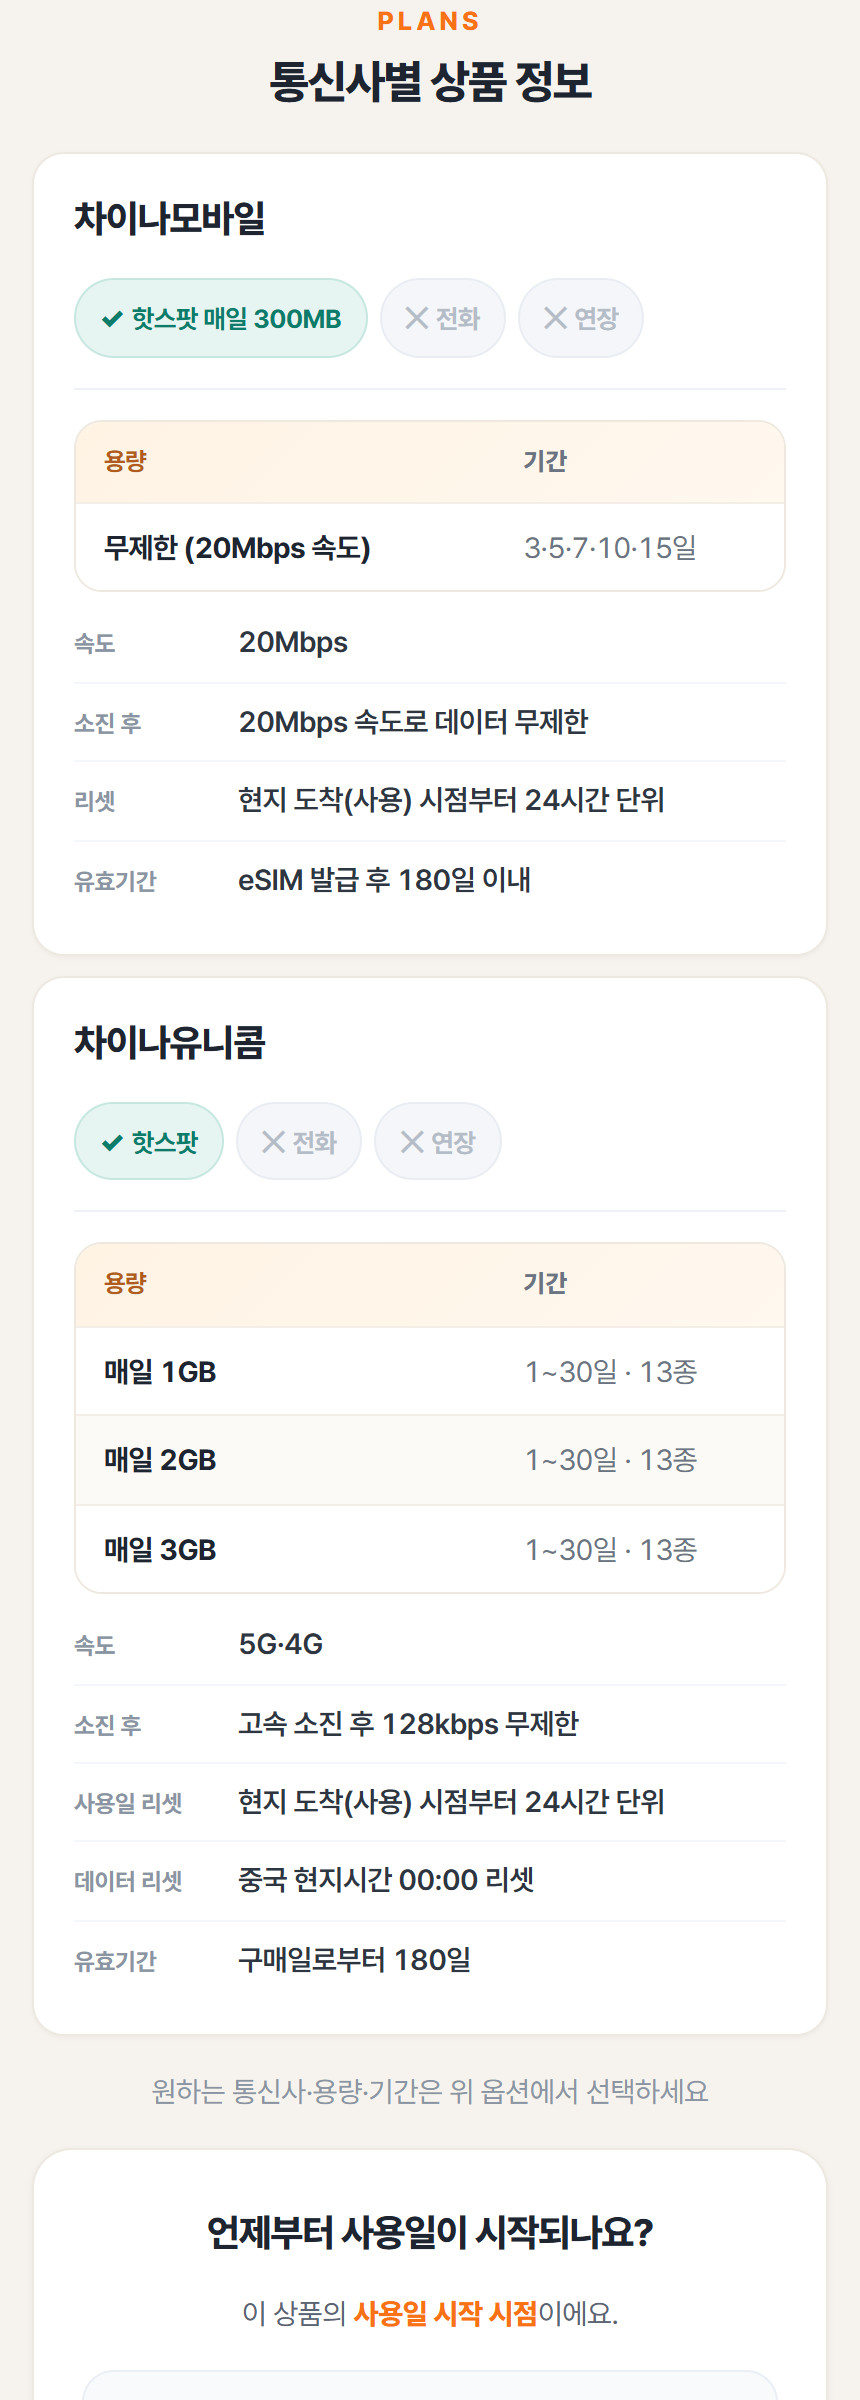 PLANS
통신사별 상품 정보
차이나모바일
✓ 핫스팟 매일 300MB ✕ 전화 ✕ 연장
용량 기간
무제한 (20Mbps 속도) 3·5·7·10·15일
속도 20Mbps
소진 후 20Mbps 속도로 데이터 무제한
리셋 현지 도착(사용) 시점부터 24시간 단위
유효기간 eSIM 발급 후 180일 이내
차이나유니콤
✓ 핫스팟 ✕ 전화 ✕ 연장
용량 기간
매일 1GB 1~30일 · 13종
매일 2GB 1~30일 · 13종
매일 3GB 1~30일 · 13종
속도 5G·4G
소진 후 고속 소진 후 128kbps 무제한
사용일 리셋 현지 도착(사용) 시점부터 24시간 단위
데이터 리셋 중국 현지시간 00:00 리셋
유효기간 구매일로부터 180일
원하는 통신사·용량·기간은 위 옵션에서 선택하세요
언제부터 사용일이 시작되나요?
이 상품의 사용일 시작 시점이에요.